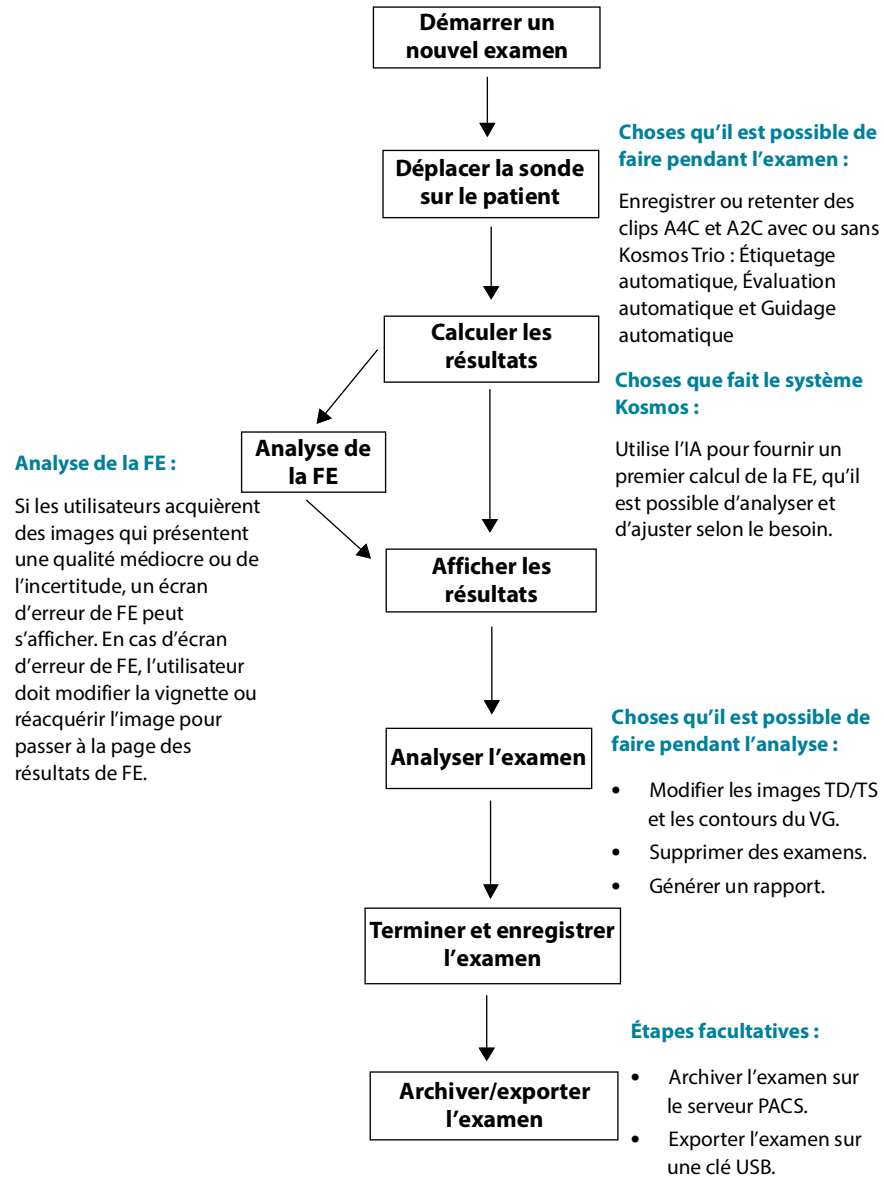 Démarrer un
nouvel examen
Choses qu'il est possible de
faire pendant l'examen :
Déplacer la sonde
sur le patient
Enregistrer ou retenter des
clips A4C et A2C avec ou sans
Kosmos Trio : Étiquetage
automatique, Évaluation
automatique et Guidage
automatique
Calculer les
résultats
Choses que fait le système
Kosmos :
Utilise l'IA pour fournir un
premier calcul de la FE, qu'il
est possible d'analyser et
d'ajuster selon le besoin.
Analyse de
la FE
Analyse de la FE :
Si les utilisateurs acquièrent
des images qui présentent
une qualité médiocre ou de
l'incertitude, un écran
d'erreur de FE peut
s'afficher. En cas d'écran
d'erreur de FE, l'utilisateur
doit modifier la vignette ou
réacquérir l'image pour
passer à la page des
résultats de FE.
Afficher les
résultats
Analyser l'examen
Choses qu'il est possible de
faire pendant l'analyse :
• Modifier les images TD/TS
et les contours du VG.
• Supprimer des examens.
• Générer un rapport.
Terminer et enregistrer
l'examen
Étapes facultatives :
Archiver/exporter
l'examen
• Archiver l'examen sur
le serveur PACS.
• Exporter l'examen sur
une clé USB.